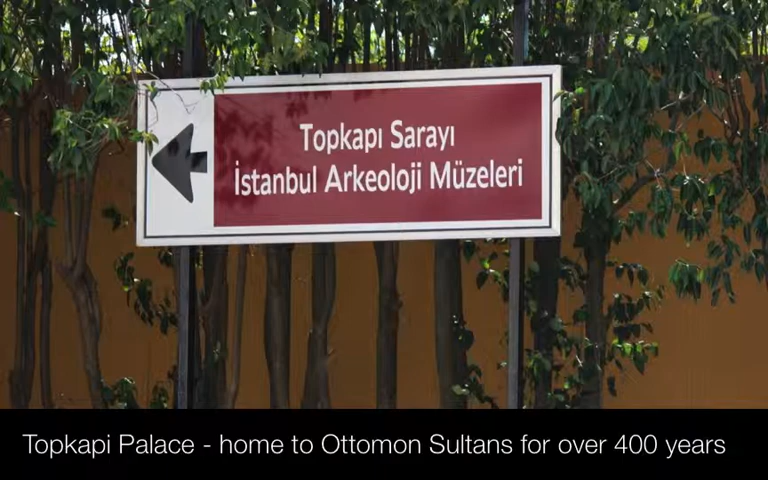 Topkapı Sarayı
İstanbul Arkeoloji Müzeleri
Topkapi Palace - home to Ottomon Sultans for over 400 years